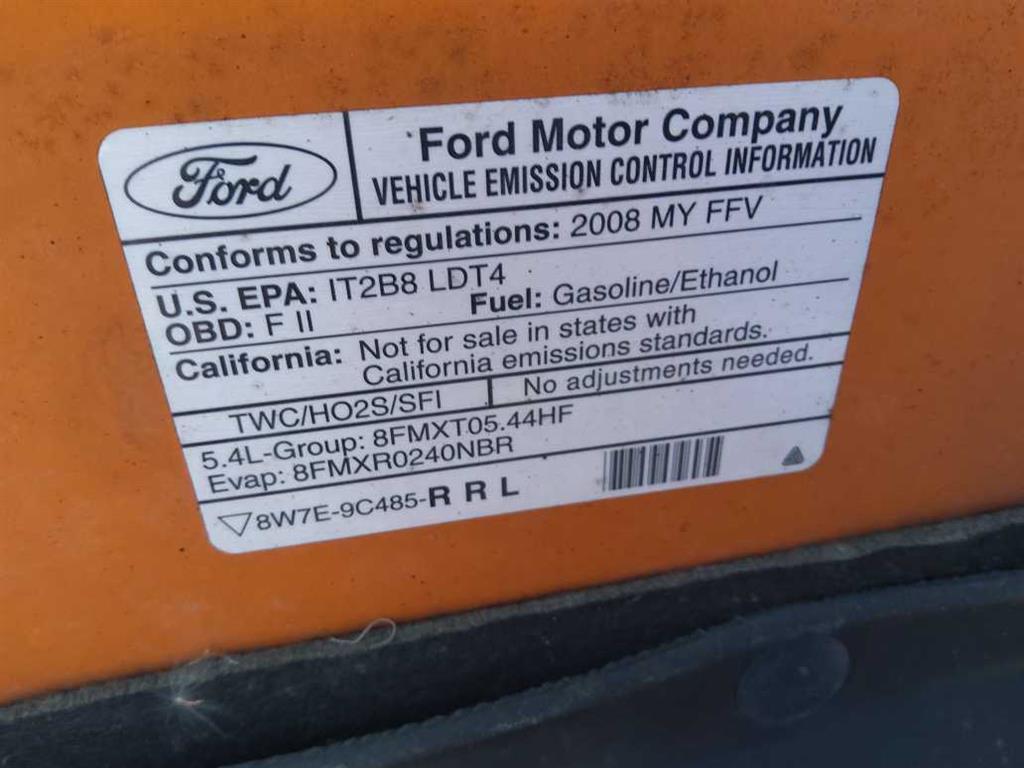 Ford
Ford Motor Company
VEHICLE EMISSION CONTROL INFORMATION
Conforms to regulations: 2008 MY FFV
U.S. EPA: IT2B8 LDT4
OBD: F II Fuel: Gasoline/Ethanol
California: Not for sale in states with
California emissions standards.
TWC/HO2S/SFI No adjustments needed.
5.4L-Group: 8FMXT05.44HF
Evap: 8FMXR0240NBR
8W7E-9C485-R R L